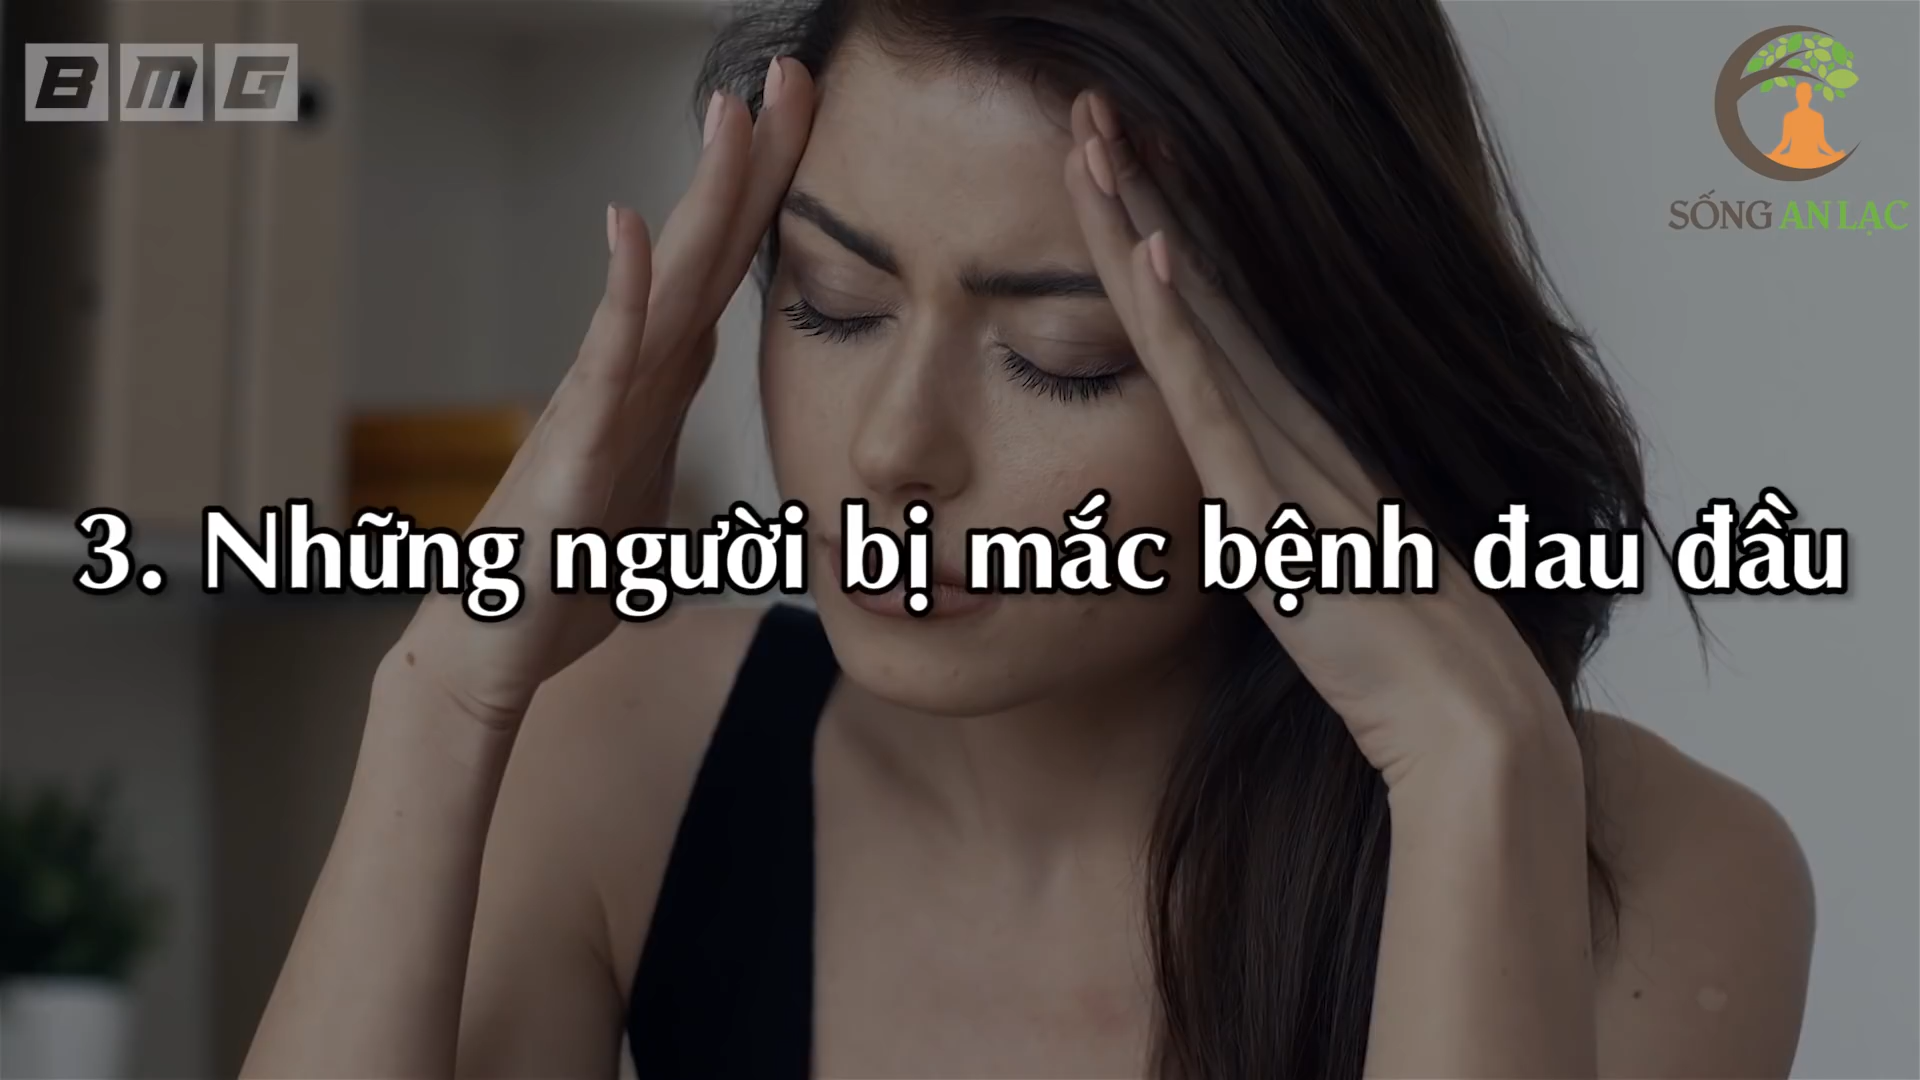 BMG
SỐNG AN LẠC
3. Những người bị mắc bệnh đau đầu